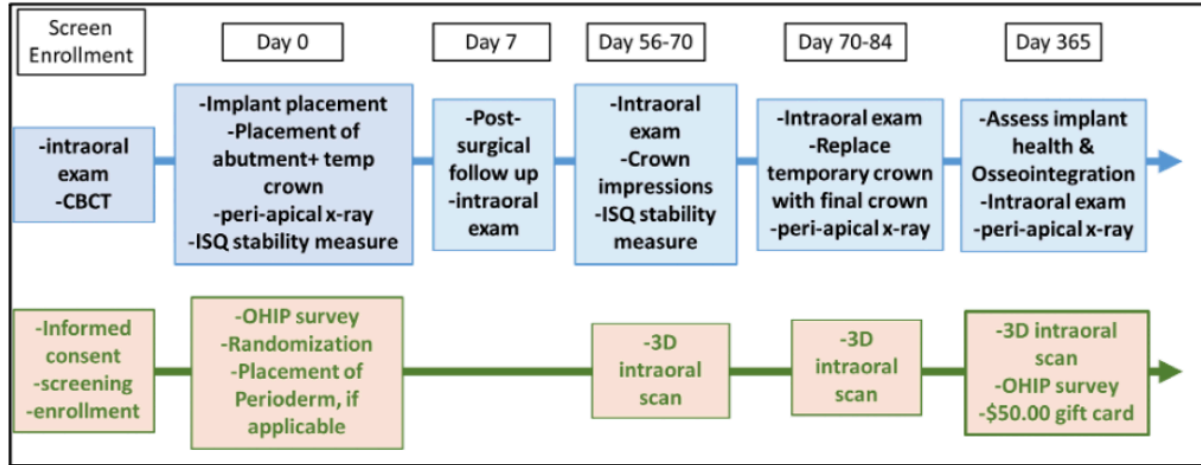 Screen
Enrollment
Day 0
Day 7
Day 56-70
Day 70-84
Day 365
-intraoral
exam
-CBCT
-Implant placement
-Placement of
abutment+ temp
crown
-peri-apical x-ray
-ISQ stability measure
-Post-
surgical
follow up
-intraoral
exam
-Intraoral
exam
-Crown
impressions
-ISQ stability
measure
-Intraoral exam
-Replace
temporary crown
with final crown
-peri-apical x-ray
-Assess implant
health &
Osseointegration
-Intraoral exam
-peri-apical x-ray
-Informed
consent
-screening
-enrollment
-OHIP survey
-Randomization
-Placement of
Perioderm, if
applicable
-3D
intraoral
scan
-3D
intraoral
scan
-3D intraoral
scan
-OHIP survey
-$50.00 gift card